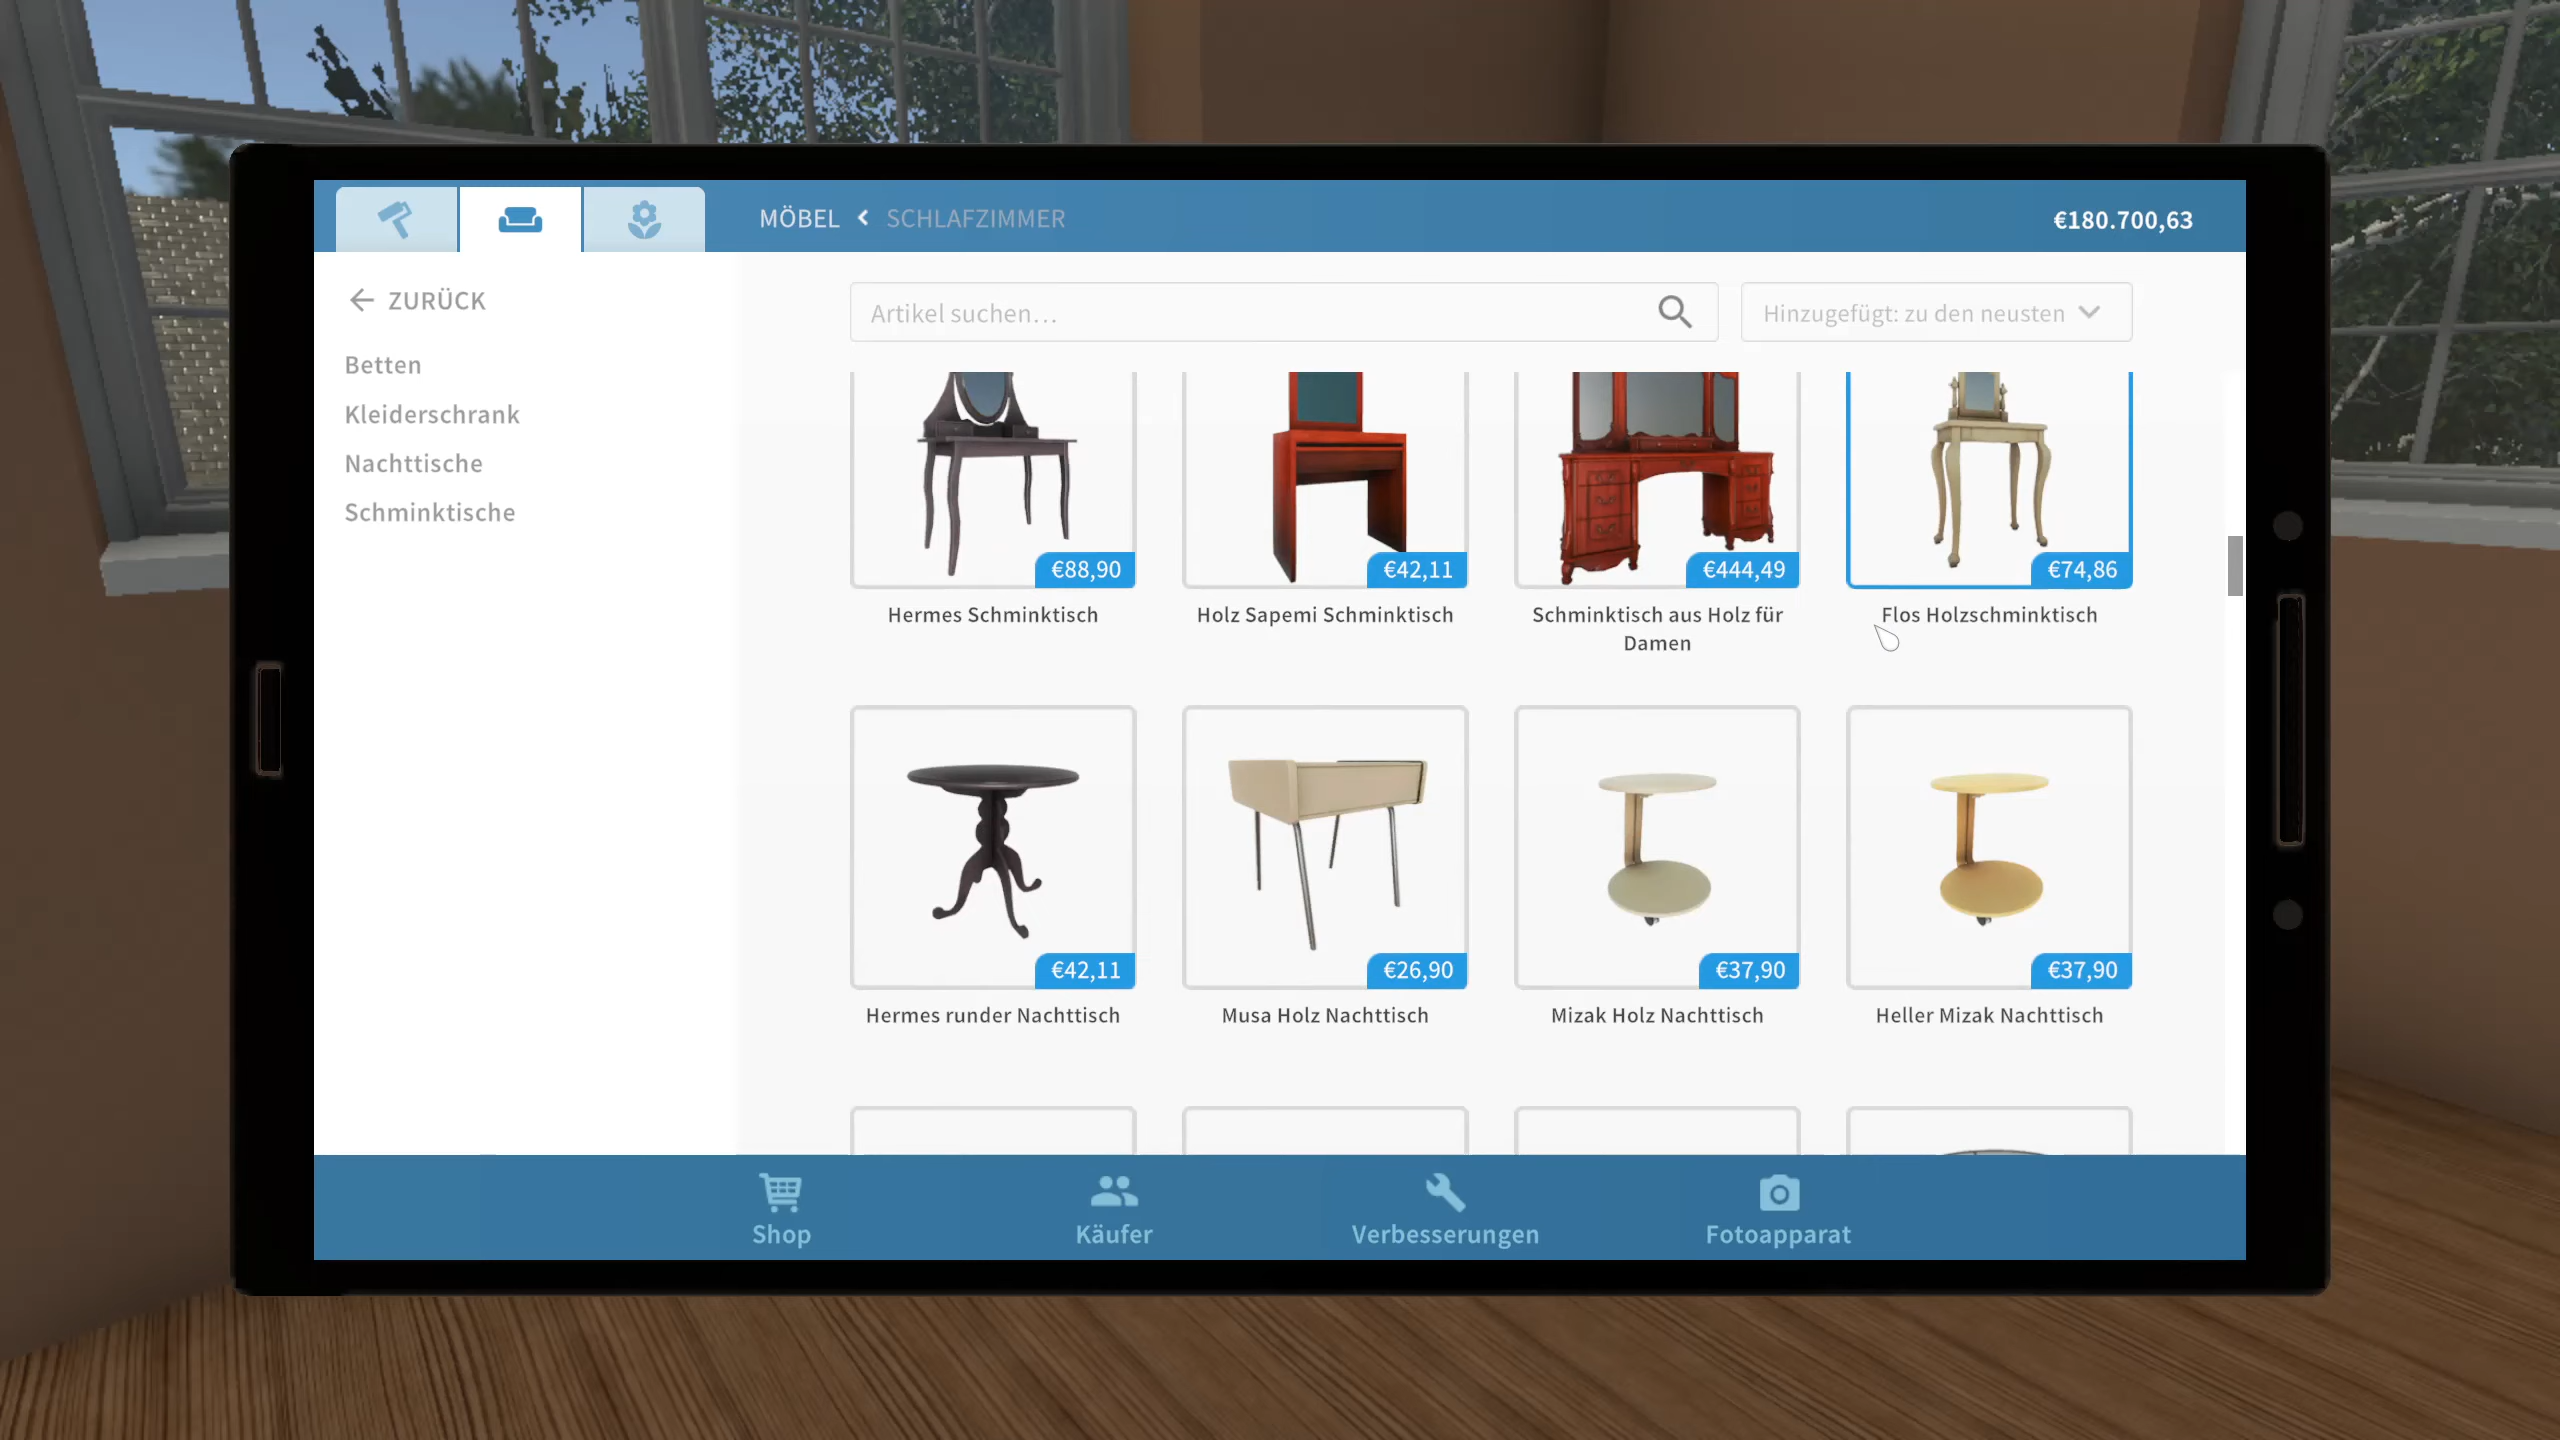 MÖBEL SCHLAFZIMMER
€180.700,63
ZURÜCK
Betten
Kleiderschrank
Nachttische
Schminktische
Artikel suchen...
Hinzugefügt: zu den neusten
€88,90
€42,11
€444,49
€74,86
Hermes Schminktisch
Holz Sapemi Schminktisch
Schminktisch aus Holz für
Damen
Flos Holzschminktisch
€42,11
€26,90
€37,90
€37,90
Hermes runder Nachttisch
Musa Holz Nachttisch
Mizak Holz Nachttisch
Heller Mizak Nachttisch
Shop
Käufer
Verbesserungen
Fotoapparat